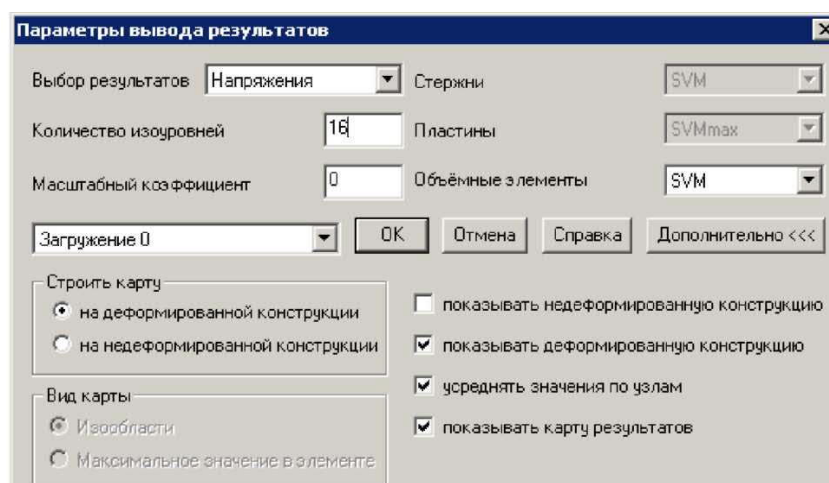 Параметры вывода результатов
Выбор результатов Напряжения Стержни SVM
Количество изоуровней 16 Пластины SVMmax
Масштабный коэффициент 0 Объёмные элементы SVM
Загружение 0 OK Отмена Справка Дополнительно <<<
Строить карту
на деформированной конструкции
на недеформированной конструкции
показывать недеформированную конструкцию
показывать деформированную конструкцию
усреднять значения по узлам
показывать карту результатов
Вид карты
Изообласти
Максимальное значение в элементе